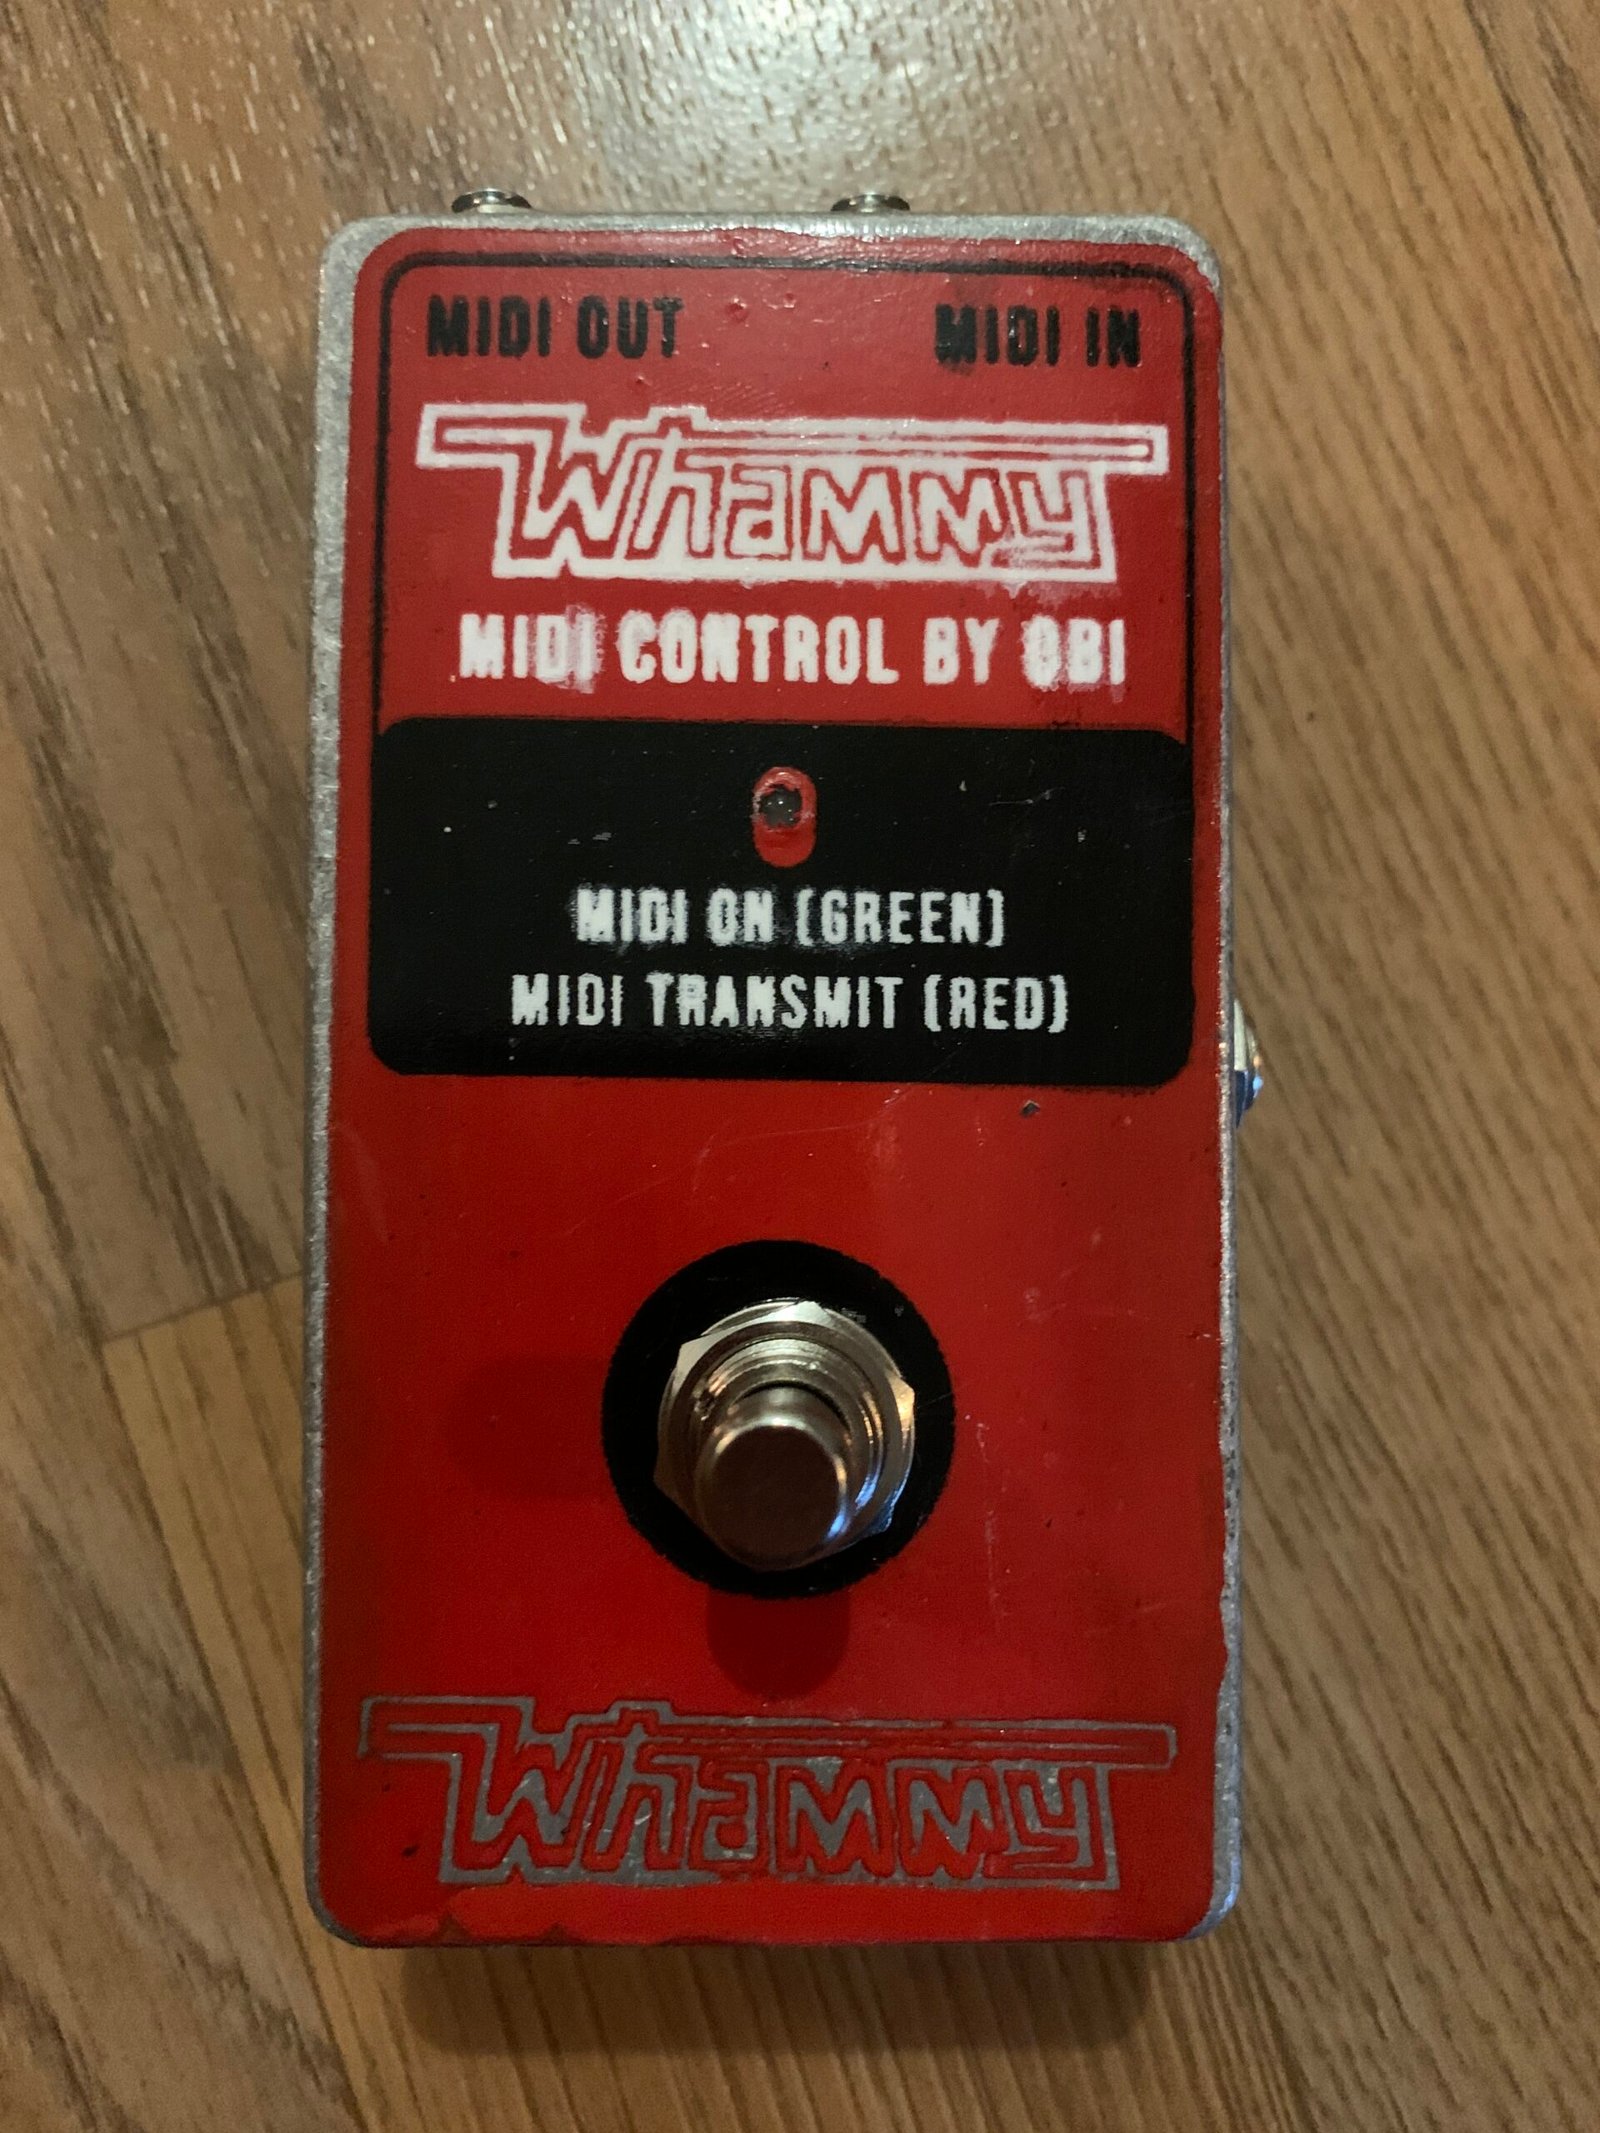 MIDI OUT MIDI IN
Whammy
MIDI CONTROL BY OBI
MIDI ON (GREEN)
MIDI TRANSMIT (RED)
Whammy